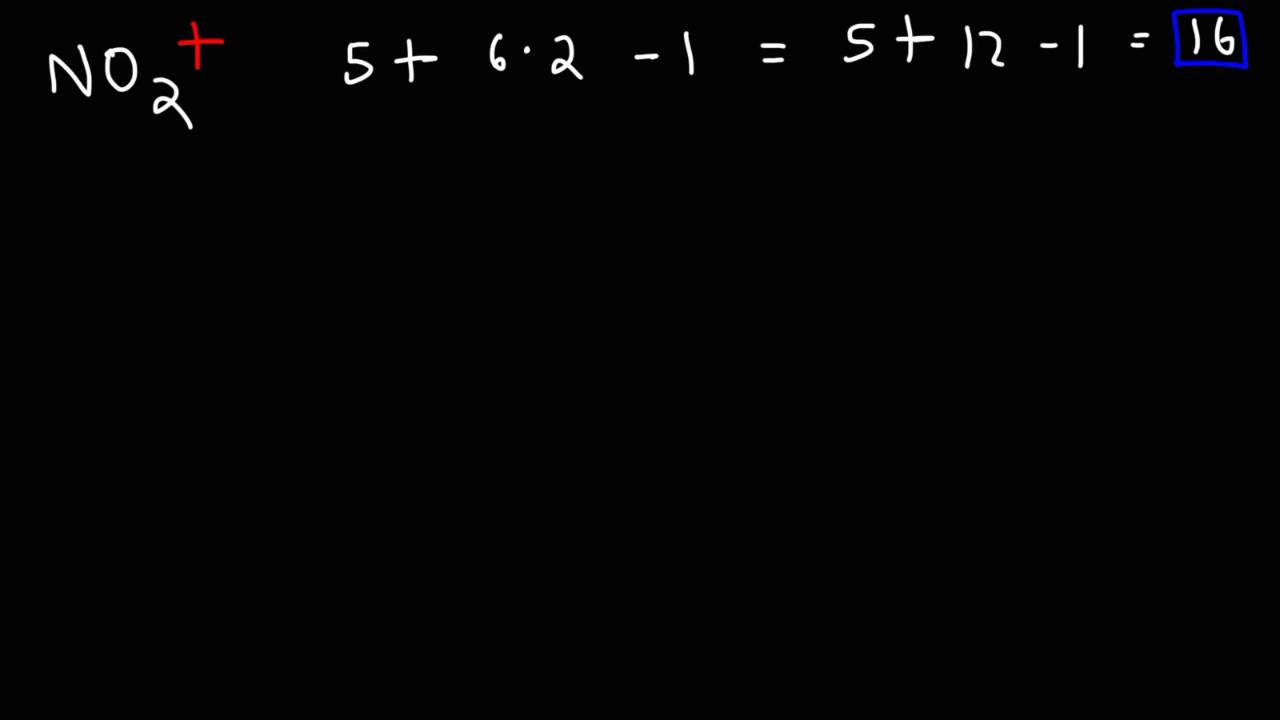 NO₂⁺ 5 + 6 · 2 - 1 = 5 + 12 - 1 = 16